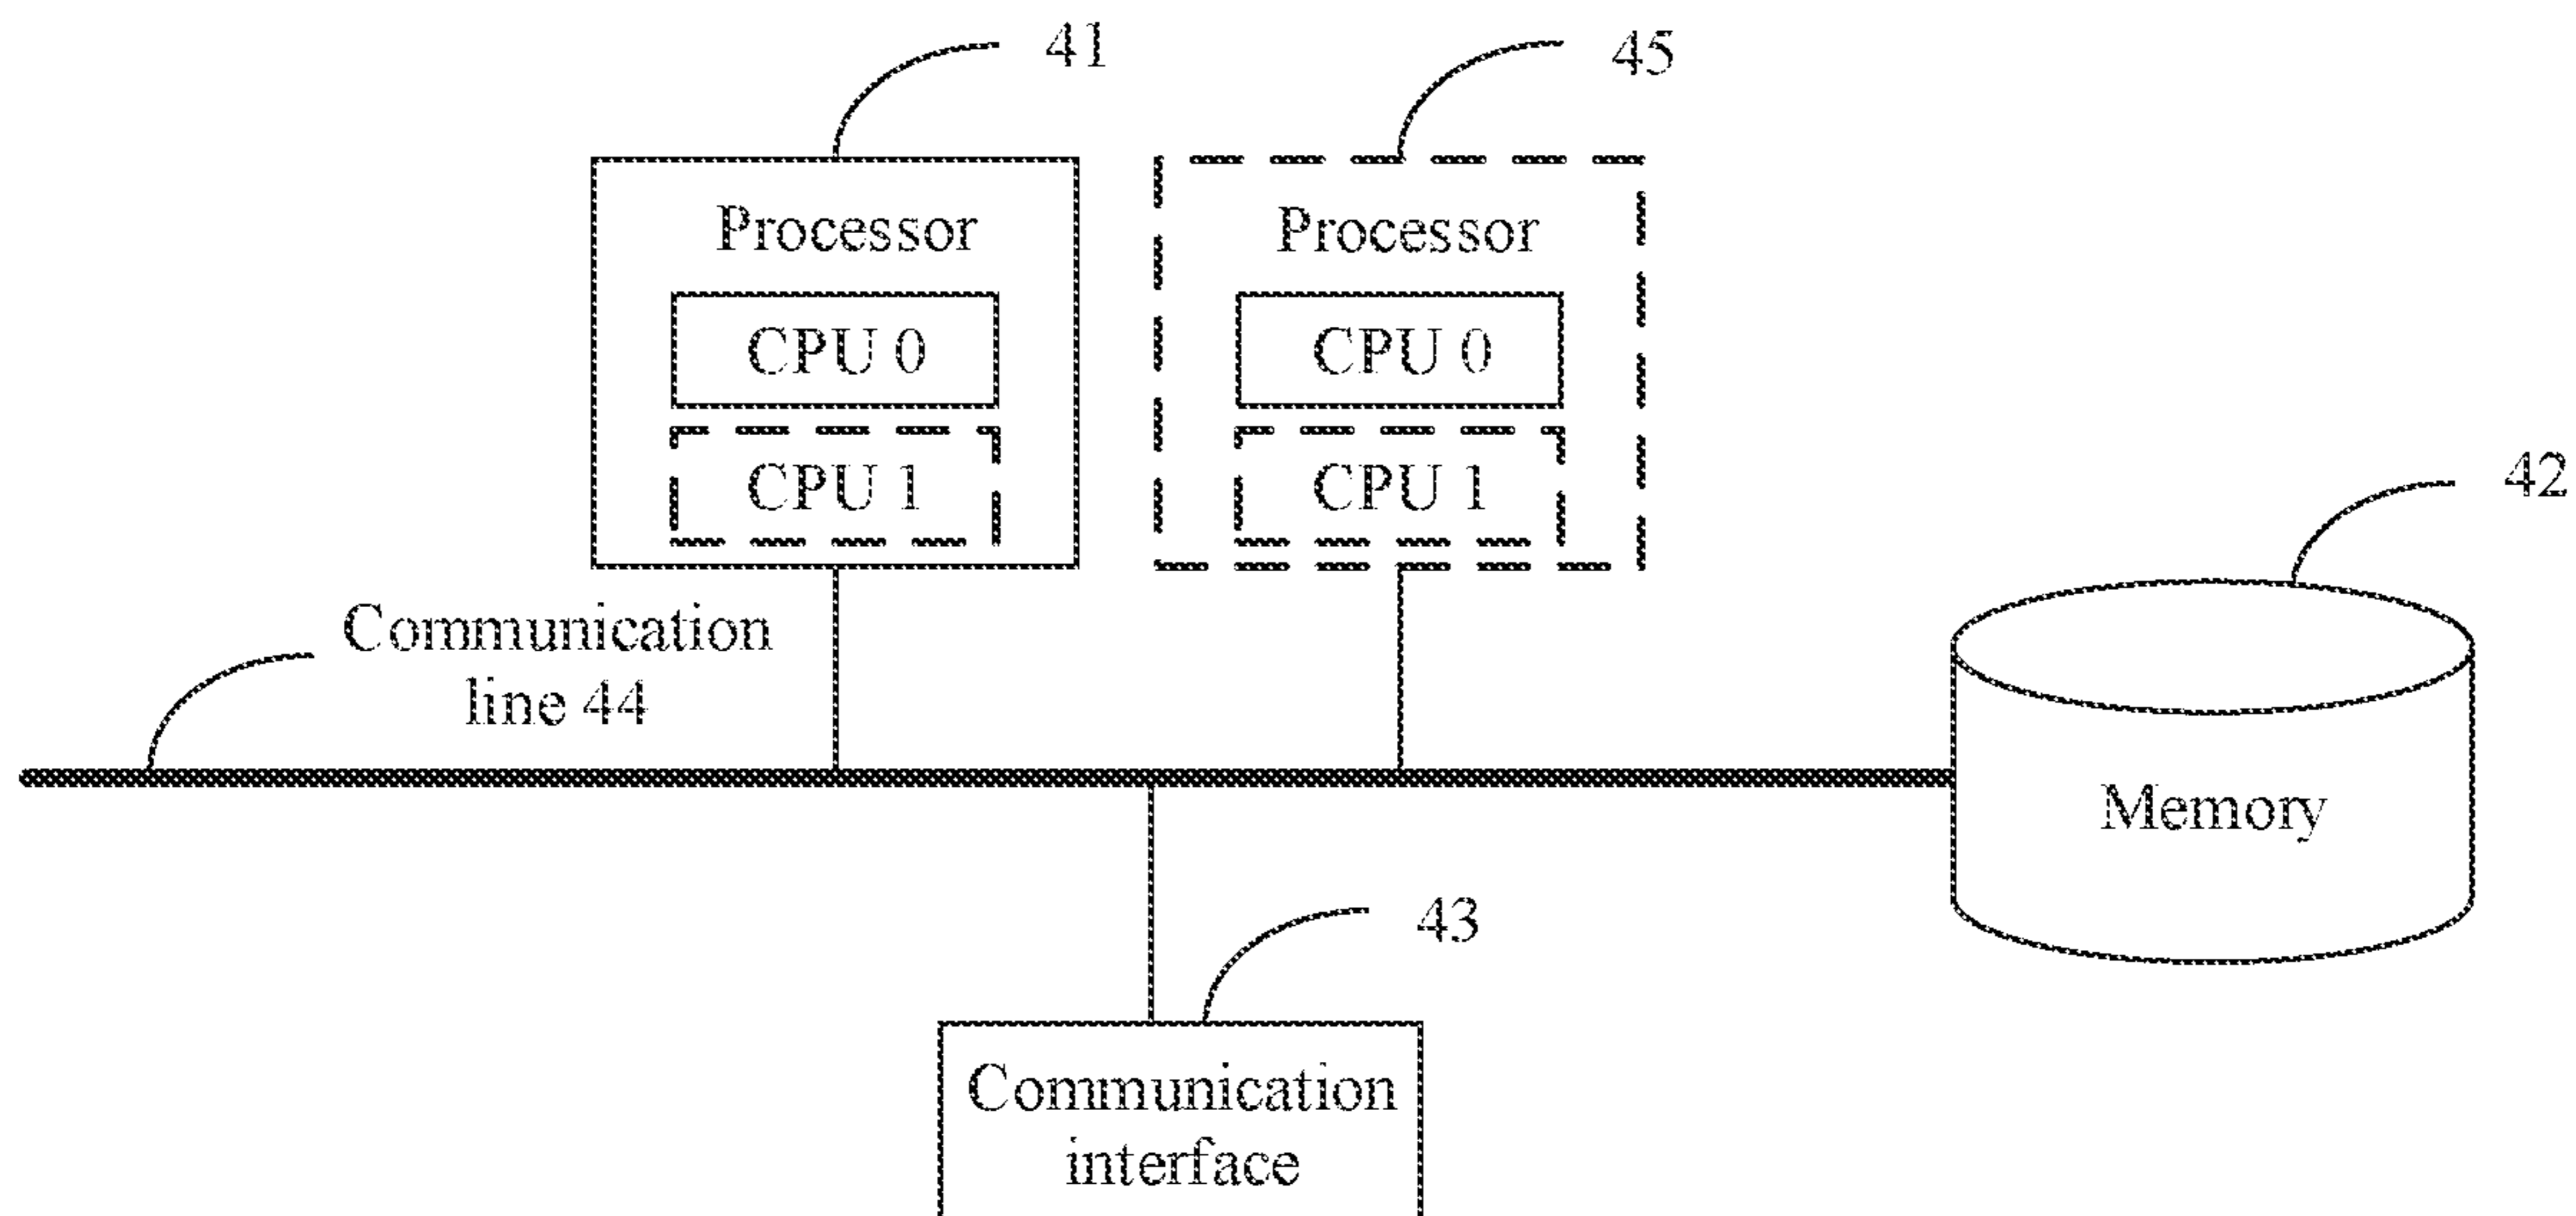 41
45
Processor
Processor
CPU 0
CPU 0
CPU 1
CPU 1
42
Communication
line 44
Memory
43
Communication
interface